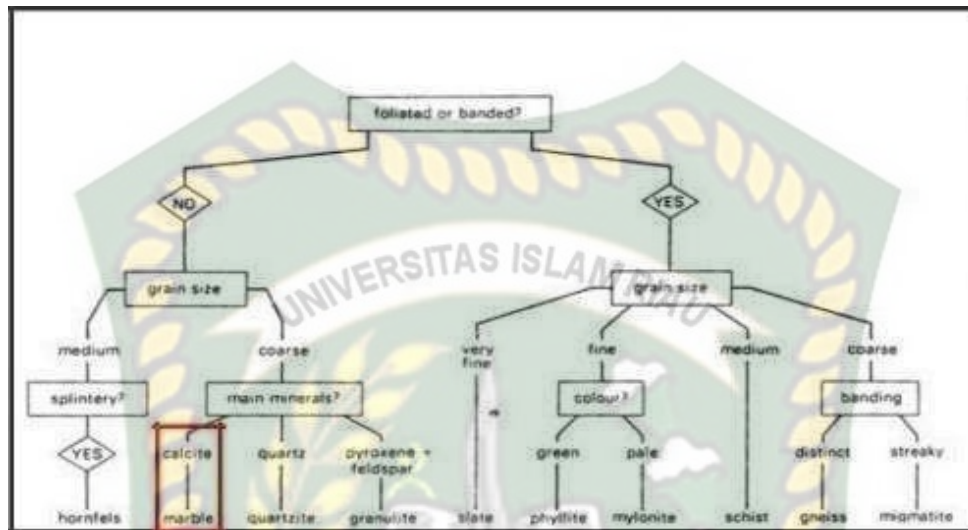 foliated or banded?
NO YES
UNIVERSITAS ISLAM RIAU
grain size grain size
medium coarse very fine fine medium coarse
splintery? main minerals? colour? banding
YES calcite quartz pyroxene + feldspar green pale distinct streaky
hornfels marble quartzite granulite slate phyllite mylonite schist gneiss migmatite